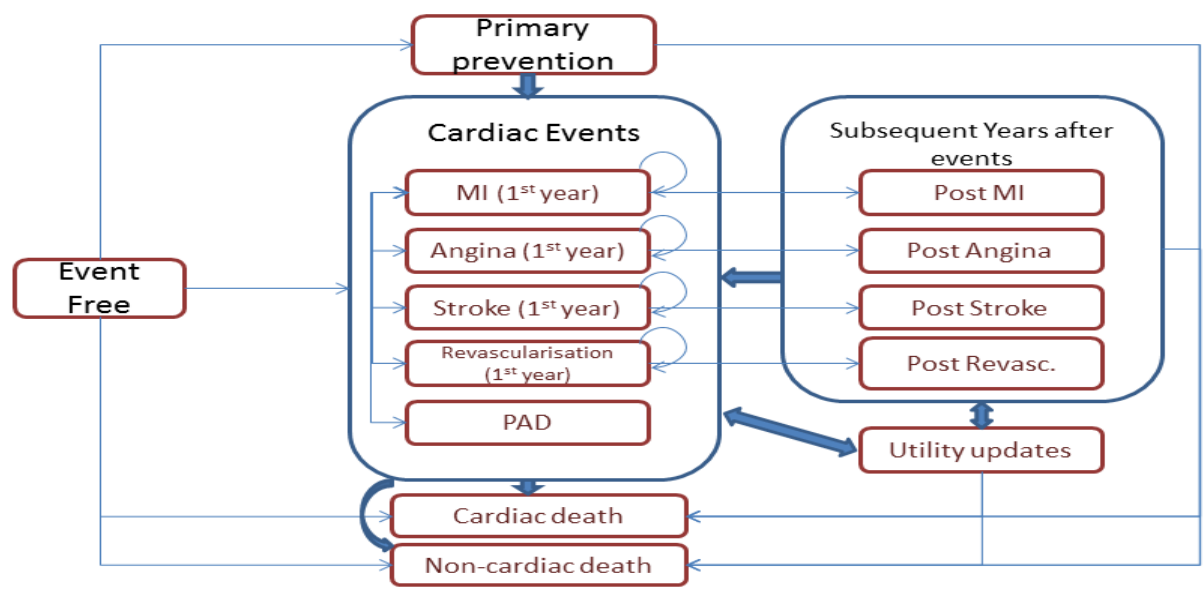 Primary
prevention
Cardiac Events
Subsequent Years after
events
MI (1st year)
Post MI
Angina (1st year)
Post Angina
Event
Free
Stroke (1st year)
Post Stroke
Revascularisation
(1st year)
Post Revasc.
PAD
Utility updates
Cardiac death
Non-cardiac death